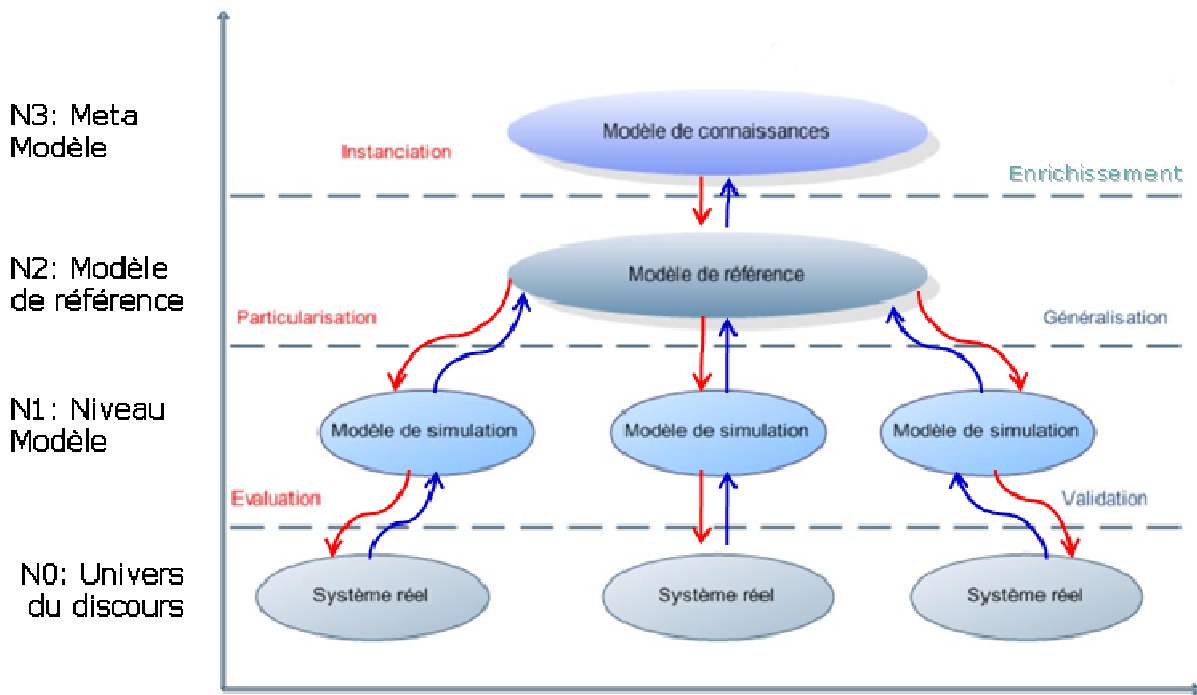 N3: Meta
Modèle
Modèle de connaissances
Instanciation
Enrichissement
N2: Modèle
de référence
Modèle de référence
Particularisation
Généralisation
N1: Niveau
Modèle
Modèle de simulation
Modèle de simulation
Modèle de simulation
Evaluation
Validation
N0: Univers
du discours
Système réel
Système réel
Système réel